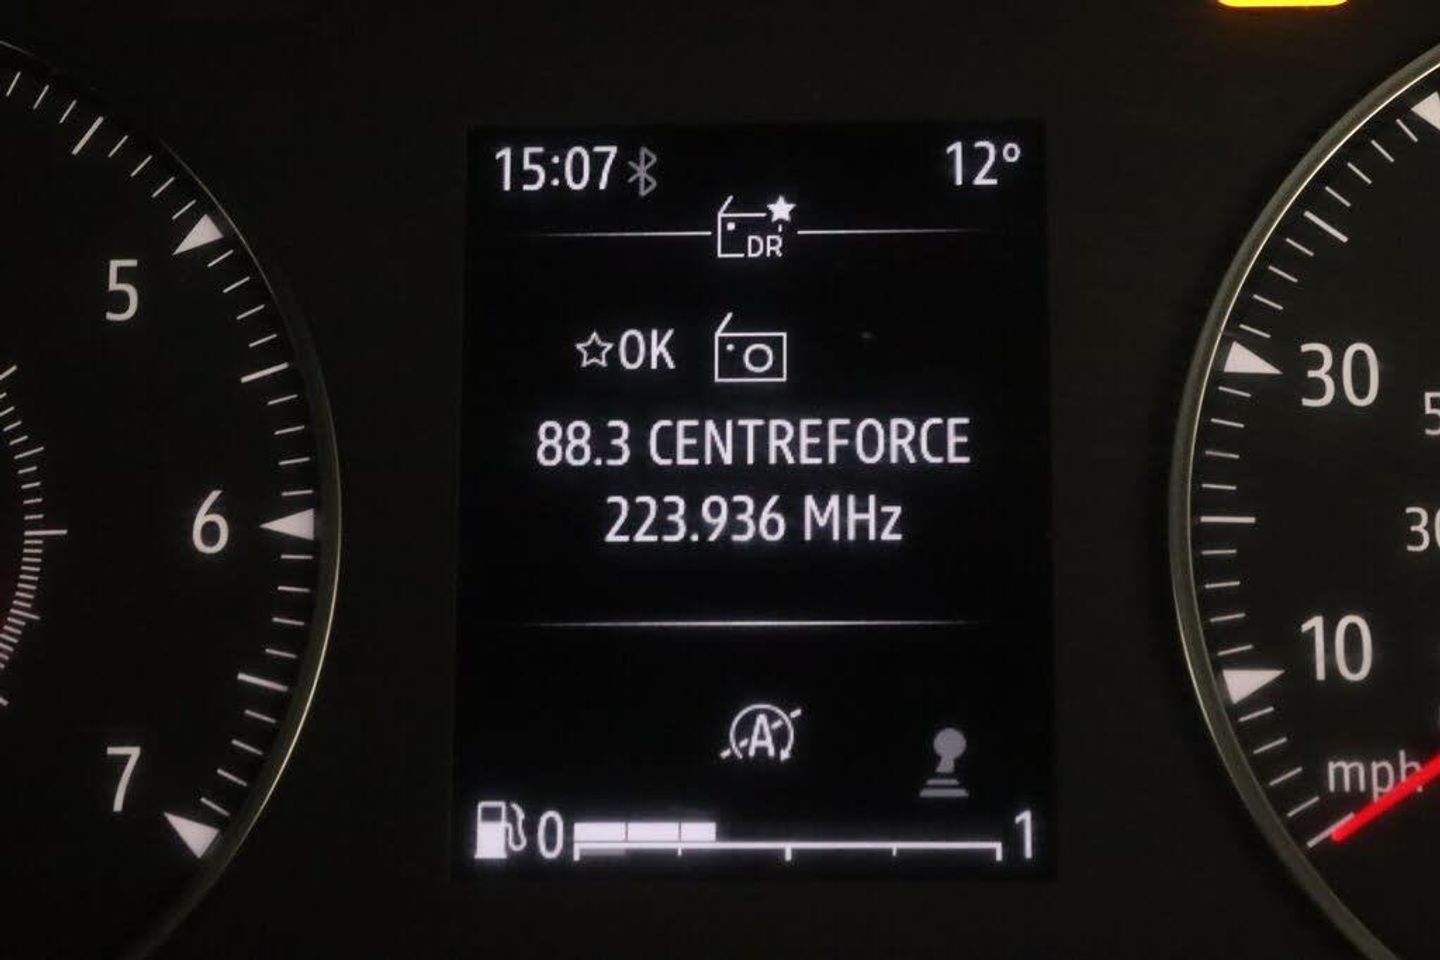 15:07 12°
DR
5
☆OK
30
88.3 CENTREFORCE
6
223.936 MHz
10
A
7
mph
0 1